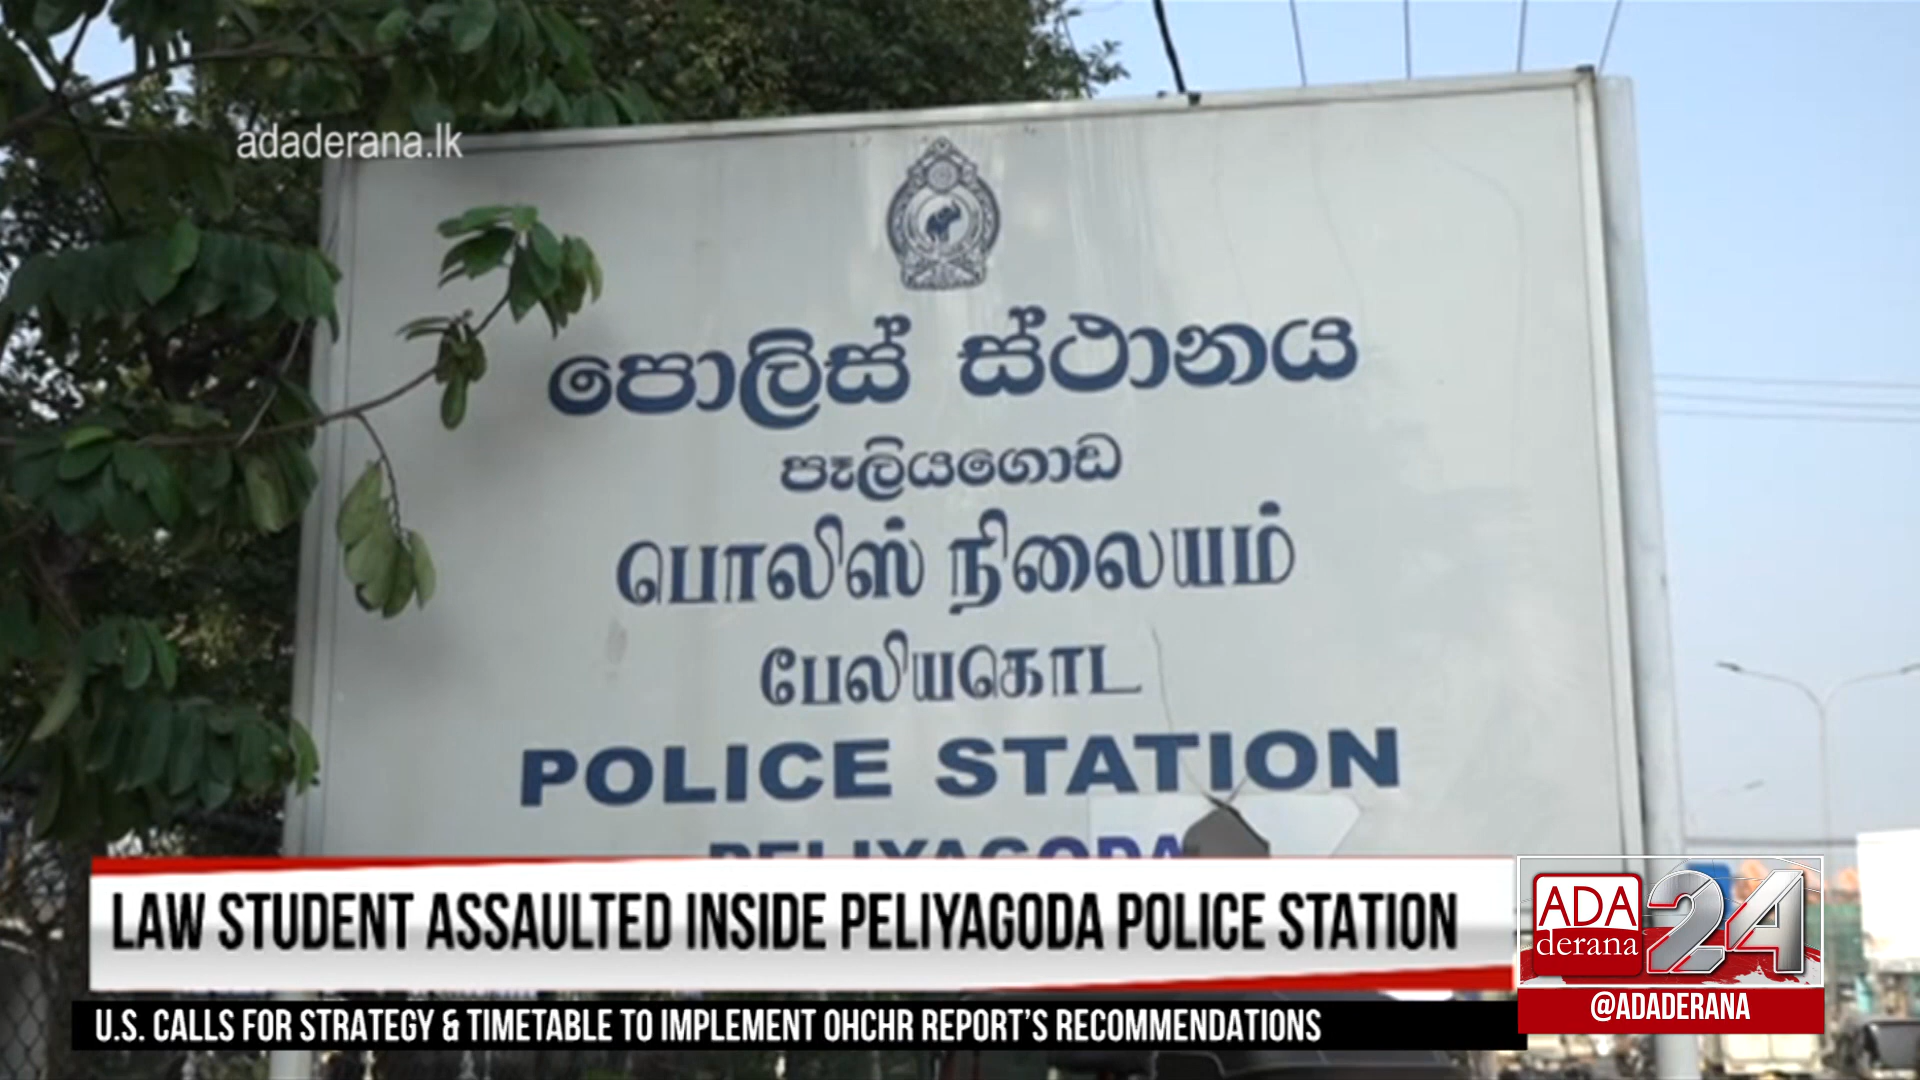 adaderana.lk
පොලිස් ස්ථානය
පෑලියගොඩ
பொலிஸ் நிலையம்
பேலியகொட
POLICE STATION
PELIYAGODA
LAW STUDENT ASSAULTED INSIDE PELIYAGODA POLICE STATION
ADA
derana
24
@ADADERANA
U.S. CALLS FOR STRATEGY & TIMETABLE TO IMPLEMENT OHCHR REPORT'S RECOMMENDATIONS